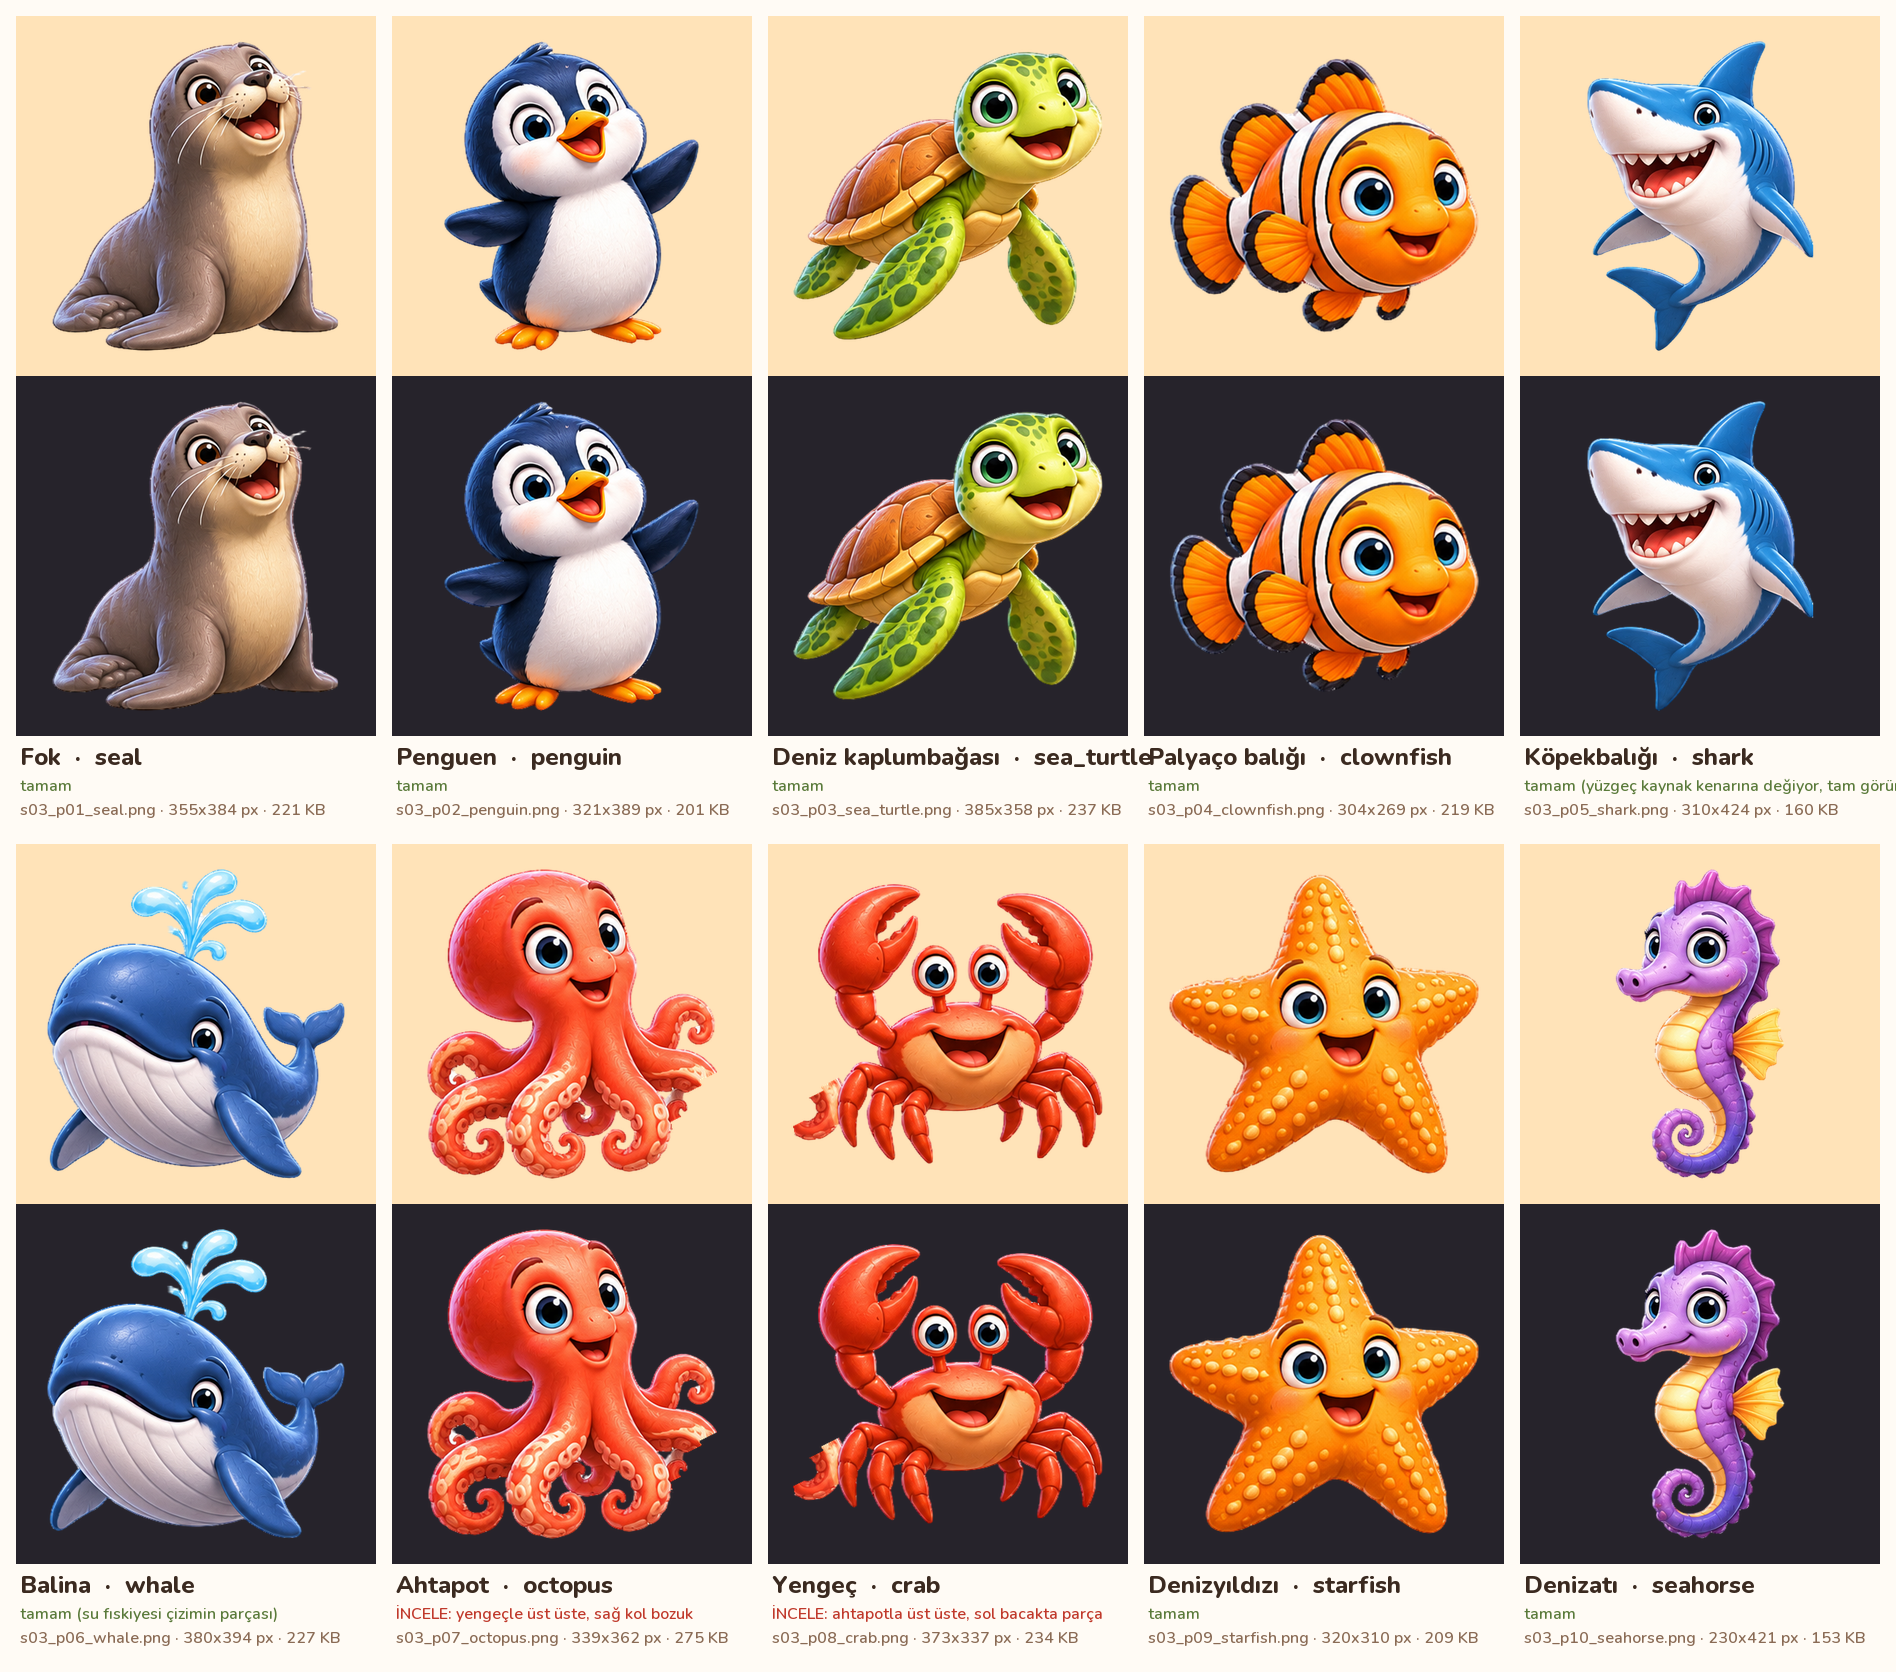 Fok · seal
tamam
s03_p01_seal.png · 355x384 px · 221 KB
Penguen · penguin
tamam
s03_p02_penguin.png · 321x389 px · 201 KB
Deniz kaplumbağası · sea_turtle
tamam
s03_p03_sea_turtle.png · 385x358 px · 237 KB
Palyaço balığı · clownfish
tamam
s03_p04_clownfish.png · 304x269 px · 219 KB
Köpekbalığı · shark
tamam (yüzgeç kaynak kenarına değiyor, tam
s03_p05_shark.png · 310x424 px · 160 KB
Balina · whale
tamam (su fıskiyesi çizimin parçası)
s03_p06_whale.png · 380x394 px · 227 KB
Ahtapot · octopus
İNCELE: yengeçle üst üste, sağ kol bozuk
s03_p07_octopus.png · 339x362 px · 275 KB
Yengeç · crab
İNCELE: ahtapotla üst üste, sol bacakta parça
s03_p08_crab.png · 373x337 px · 234 KB
Denizyıldızı · starfish
tamam
s03_p09_starfish.png · 320x310 px · 209 KB
Denizatı · seahorse
tamam
s03_p10_seahorse.png · 230x421 px · 153 KB